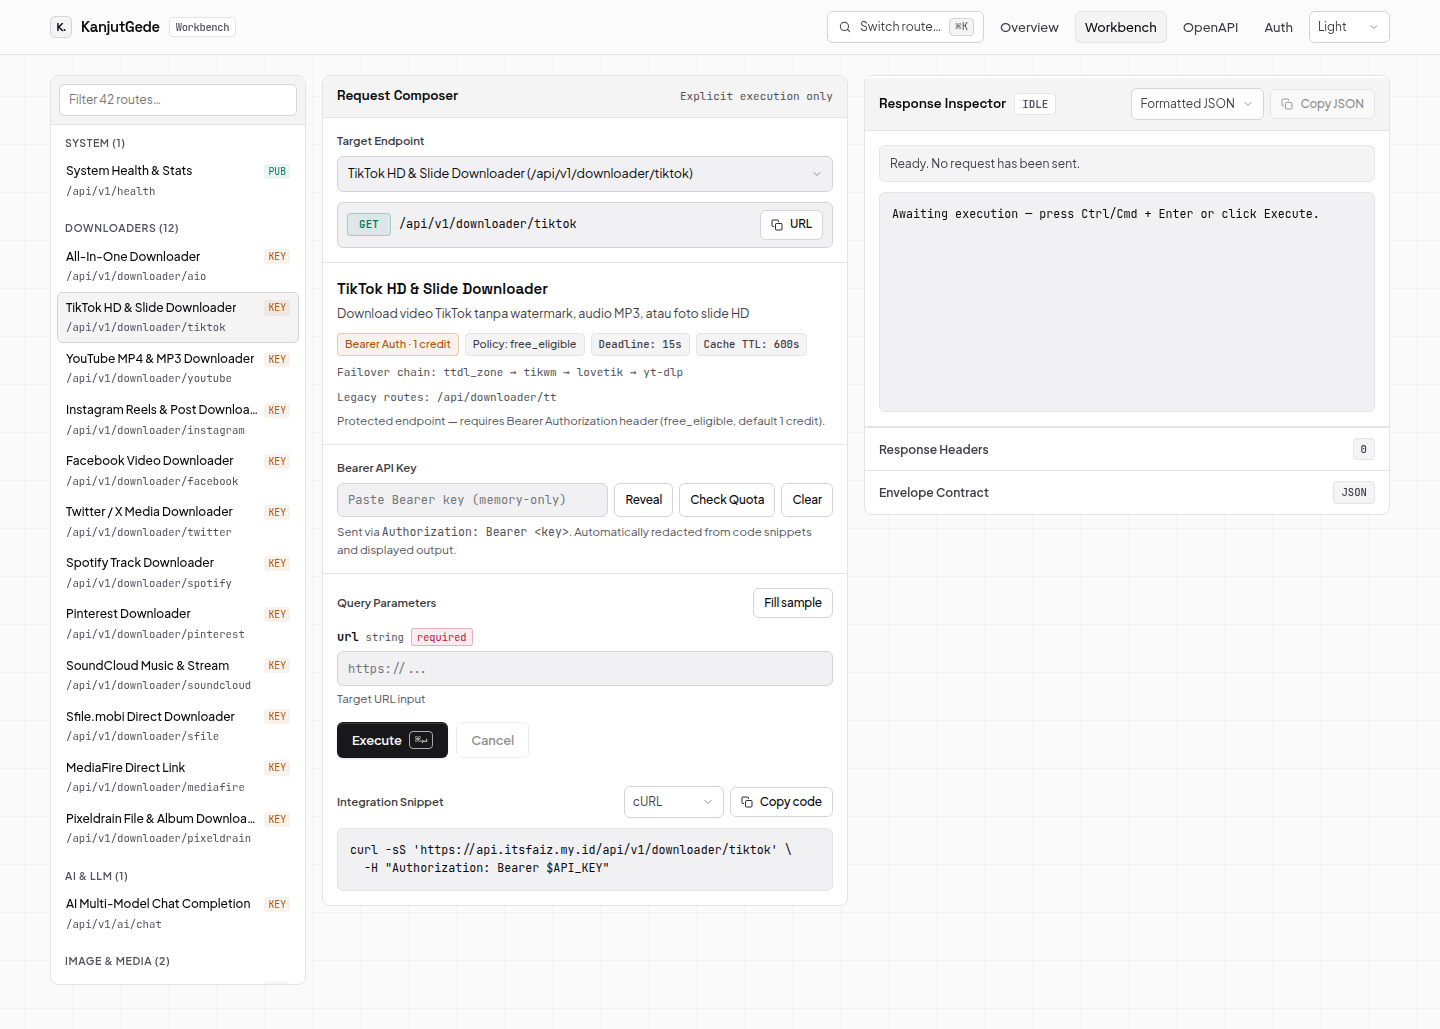 K. KanjutGede Workbench
Switch route... ⌘K Overview Workbench OpenAPI Auth Light
Filter 42 routes...
SYSTEM (1)
System Health & Stats PUB
/api/v1/health
DOWNLOADERS (12)
All-In-One Downloader KEY
/api/v1/downloader/aio
TikTok HD & Slide Downloader KEY
/api/v1/downloader/tiktok
YouTube MP4 & MP3 Downloader KEY
/api/v1/downloader/youtube
Instagram Reels & Post Downloa... KEY
/api/v1/downloader/instagram
Facebook Video Downloader KEY
/api/v1/downloader/facebook
Twitter / X Media Downloader KEY
/api/v1/downloader/twitter
Spotify Track Downloader KEY
/api/v1/downloader/spotify
Pinterest Downloader KEY
/api/v1/downloader/pinterest
SoundCloud Music & Stream KEY
/api/v1/downloader/soundcloud
Sfile.mobi Direct Downloader KEY
/api/v1/downloader/sfile
MediaFire Direct Link KEY
/api/v1/downloader/mediafire
Pixeldrain File & Album Downloa... KEY
/api/v1/downloader/pixeldrain
AI & LLM (1)
AI Multi-Model Chat Completion KEY
/api/v1/ai/chat
IMAGE & MEDIA (2)
Request Composer Explicit execution only
Target Endpoint
TikTok HD & Slide Downloader (/api/v1/downloader/tiktok)
GET /api/v1/downloader/tiktok URL
TikTok HD & Slide Downloader
Download video TikTok tanpa watermark, audio MP3, atau foto slide HD
Bearer Auth · 1 credit Policy: free_eligible Deadline: 15s Cache TTL: 600s
Failover chain: ttdl_zone → tikwm → lovetik → yt-dlp
Legacy routes: /api/downloader/tt
Protected endpoint — requires Bearer Authorization header (free_eligible, default 1 credit).
Bearer API Key
Paste Bearer key (memory-only) Reveal Check Quota Clear
Sent via Authorization: Bearer <key>. Automatically redacted from code snippets
and displayed output.
Query Parameters Fill sample
url string required
https://...
Target URL input
Execute ⌘↵ Cancel
Integration Snippet cURL Copy code
curl -sS 'https://api.itsfaiz.my.id/api/v1/downloader/tiktok' \
-H "Authorization: Bearer $API_KEY"
Response Inspector IDLE Formatted JSON Copy JSON
Ready. No request has been sent.
Awaiting execution — press Ctrl/Cmd + Enter or click Execute.
Response Headers 0
Envelope Contract JSON